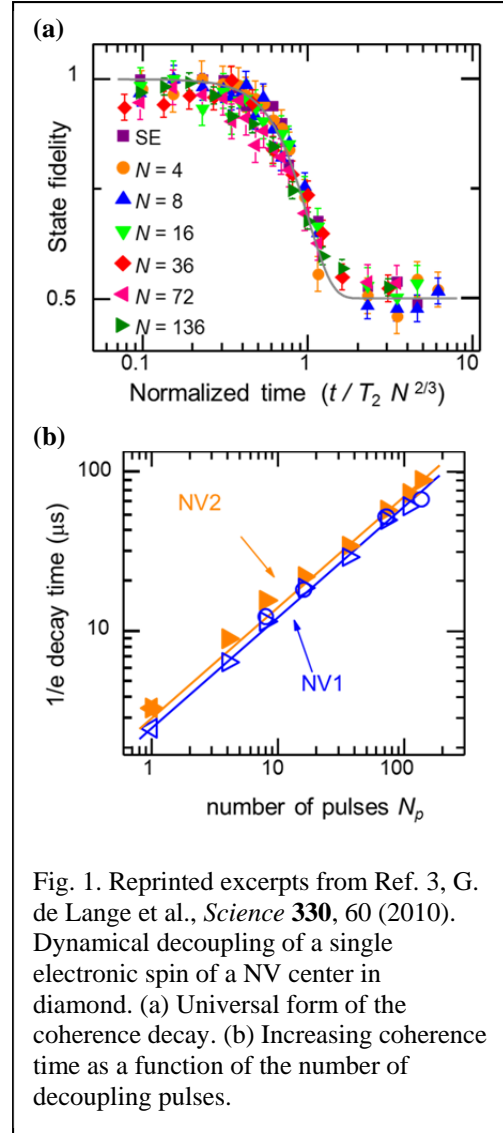 (a)
1
0.5
State fidelity
SE
N = 4
N = 8
N = 16
N = 36
N = 72
N = 136
0.1 1 10
Normalized time (t / T2 N^2/3)
(b)
100
10
1/e decay time (μs)
NV2
NV1
1 10 100
number of pulses Np
Fig. 1. Reprinted excerpts from Ref. 3, G.
de Lange et al., Science 330, 60 (2010).
Dynamical decoupling of a single
electronic spin of a NV center in
diamond. (a) Universal form of the
coherence decay. (b) Increasing coherence
time as a function of the number of
decoupling pulses.